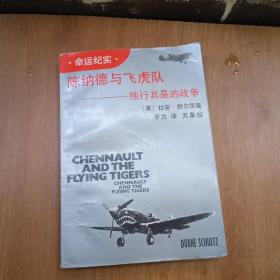 ·命运纪实·
陈纳德与飞虎队
——独行其是的战争
〔美〕杜安·舒尔茨著
于力 译 关泉校
CHENNAULT
AND THE
FLYING TIGERS
CHENNAULT
AND THE
FLYING TIGERS
DUANE SCHULTZ